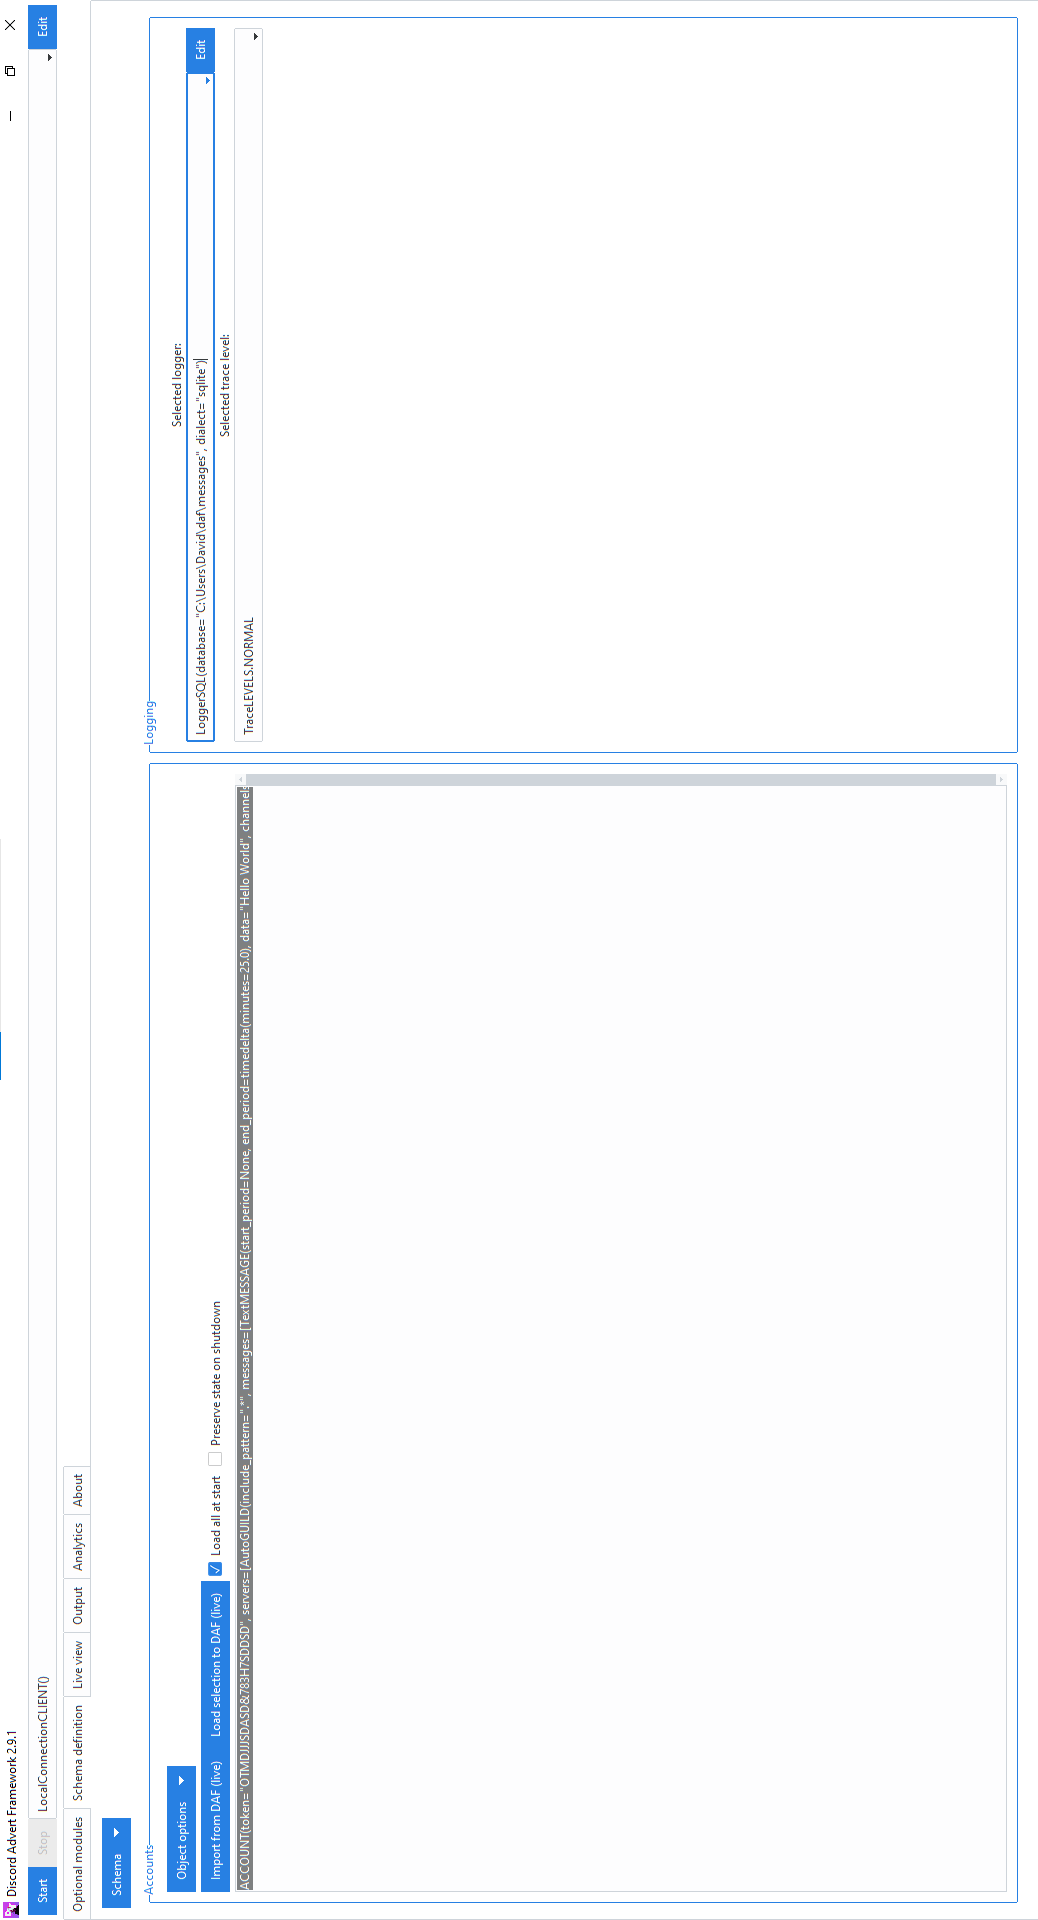 Discord Advert Framework 2.9.1
Start
Stop
LocalConnectionCLIENT()
Edit
Optional modules
Schema definition
Live view
Output
Analytics
About
Schema
Accounts
Object options
Import from DAF (live)
Load selection to DAF (live)
Load all at start
Preserve state on shutdown
ACCOUNT(token="OTMDJJJSDASD&783H7SDDSD", servers=[AutoGUILD(include_pattern=".*", messages=[TextMESSAGE(start_period=None, end_period=timedelta(minutes=25.0), data="Hello World", channels
Logging
Selected logger:
LoggerSQL(database="C:\Users\David\daf\messages", dialect="sqlite")
Edit
Selected trace level:
TraceLEVELS.NORMAL